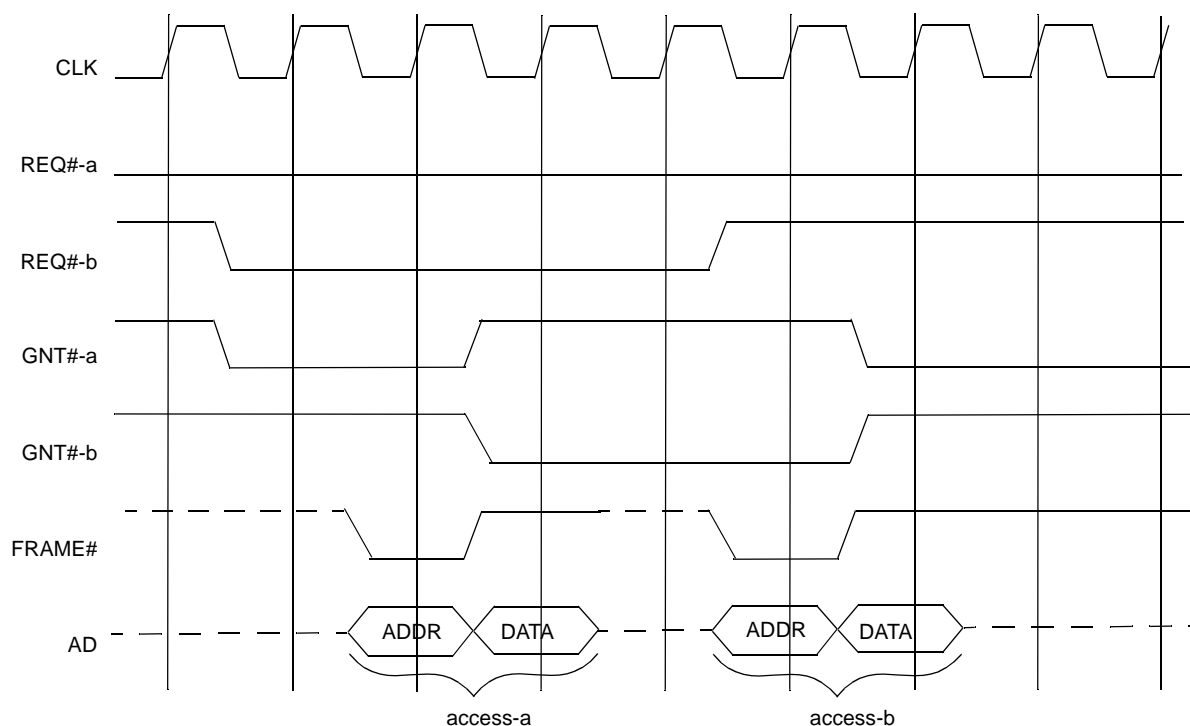 CLK
REQ#-a
REQ#-b
GNT#-a
GNT#-b
FRAME#
AD
ADDR DATA ADDR DATA
access-a access-b